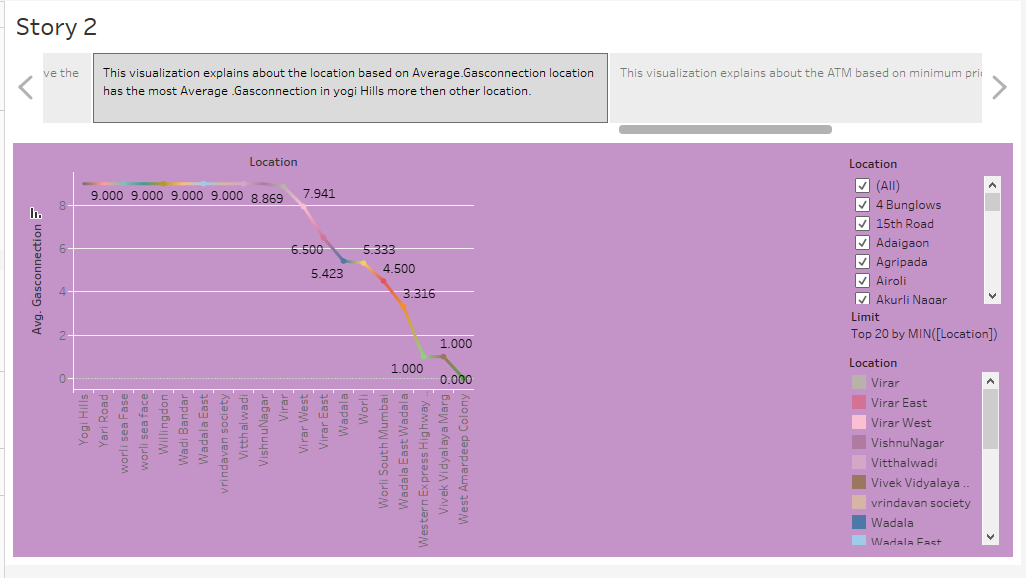 Story 2
ve the
This visualization explains about the location based on Average.Gasconnection location
has the most Average .Gasconnection in yogi Hills more then other location.
This visualization explains about the ATM based on minimum pri
Location
9.000 9.000 9.000 9.000 8.869 7.941
6.500 5.423 5.333 4.500 3.316
1.000 1.000 0.000
Avg. Gasconnection
8
6
4
2
0
Yogi Hills
Yari Road
worli sea Fase
worli sea face
Willingdon
Wadi Bandar
Wadala East
vrindavan society
Vitthalwadi
VishnuNagar
Virar
Virar West
Virar East
Wadala
Worli
Worli South Mumbai
Wadala East Wadala
Western Express Highway
Vivek Vidyalaya Marg
West Amardeep Colony
Location
(All)
4 Bunglows
15th Road
Adaigaon
Agripada
Airoli
Akurli Nagar
Limit
Top 20 by MIN([Location])
Location
Virar
Virar East
Virar West
VishnuNagar
Vitthalwadi
Vivek Vidyalaya ..
vrindavan society
Wadala
Wadala East